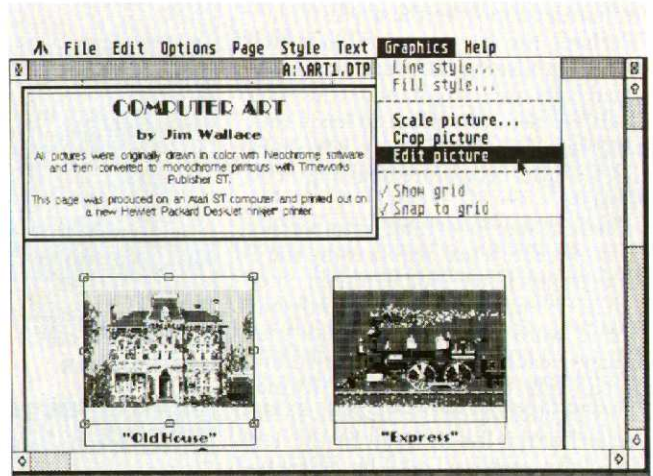 File Edit Options Page Style Text Graphics Help
A:\ART1.DTP
Line style...
Fill style...
Scale picture...
Crop picture
Edit picture
✓ Show grid
✓ Snap to grid
COMPUTER ART
by Jim Wallace
All pictures were originally drawn in color with Neochrome software
and then converted to monochrome printouts with Timeworks
Publisher ST.
This page was produced on an Atari ST computer and printed out on
a new Hewlett Packard DeskJet "inkjet" printer.
"Old House"
"Express"